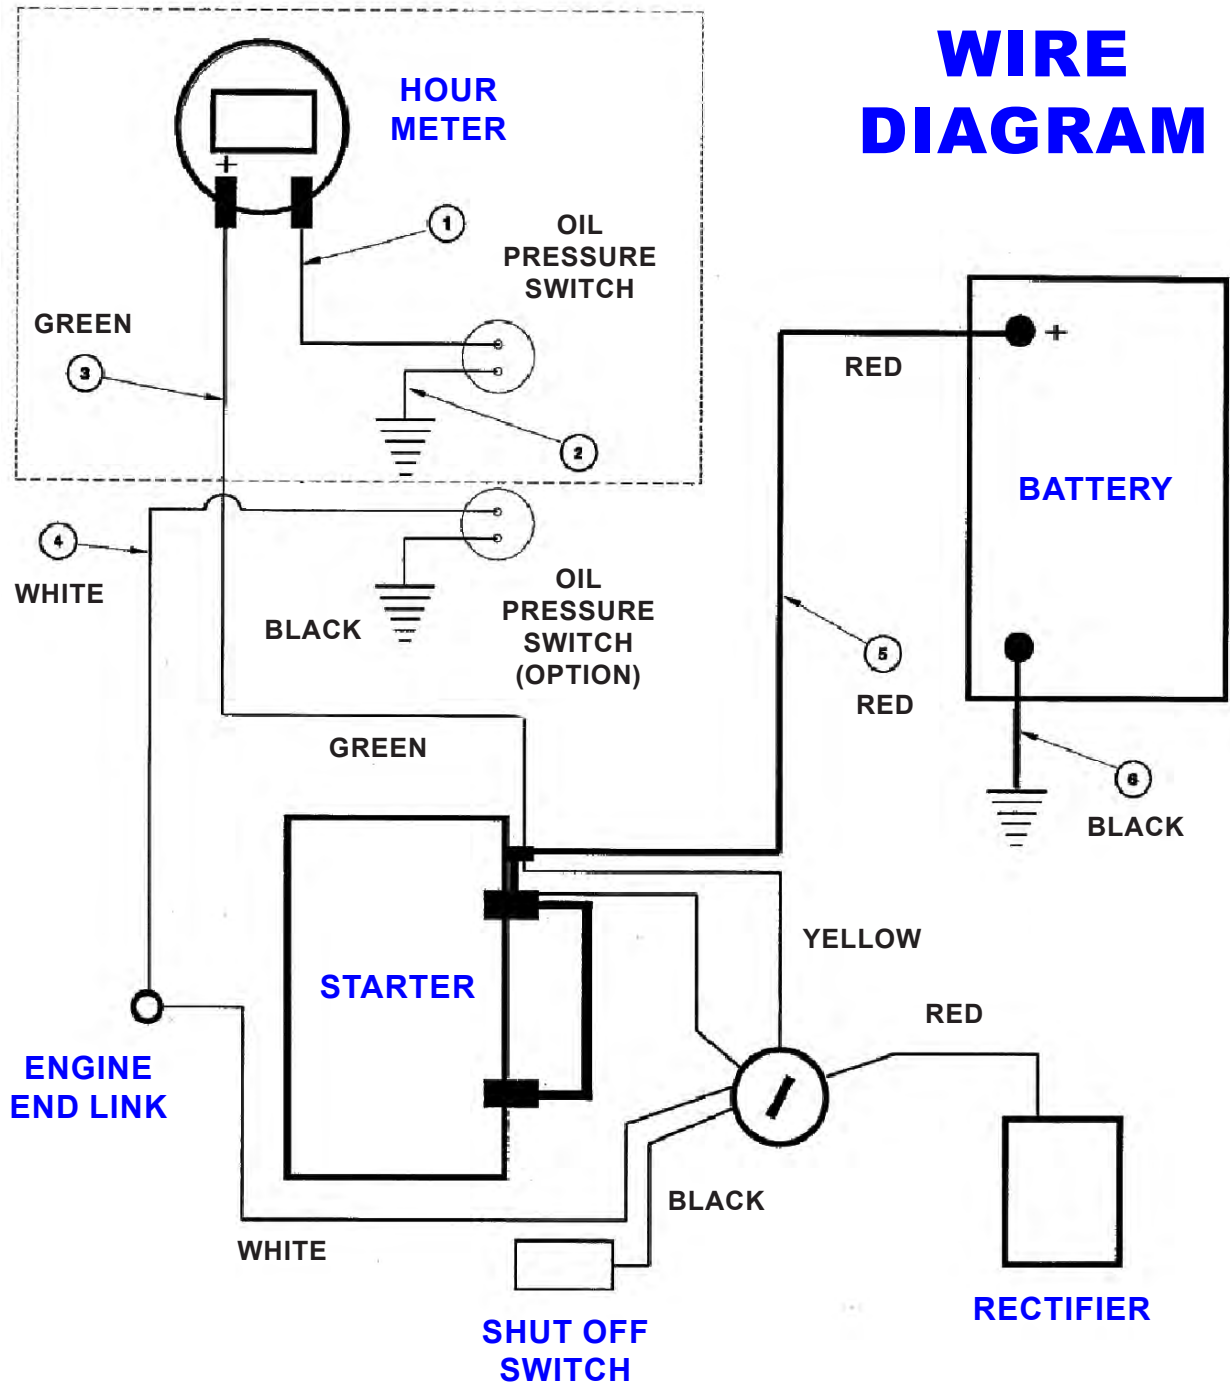 WIRE
DIAGRAM
HOUR
METER
+
1
OIL
PRESSURE
SWITCH
GREEN
3
2
+
RED
BATTERY
4
WHITE
BLACK
OIL
PRESSURE
SWITCH
(OPTION)
5
RED
GREEN
6
BLACK
YELLOW
STARTER
RED
ENGINE
END LINK
BLACK
WHITE
RECTIFIER
SHUT OFF
SWITCH